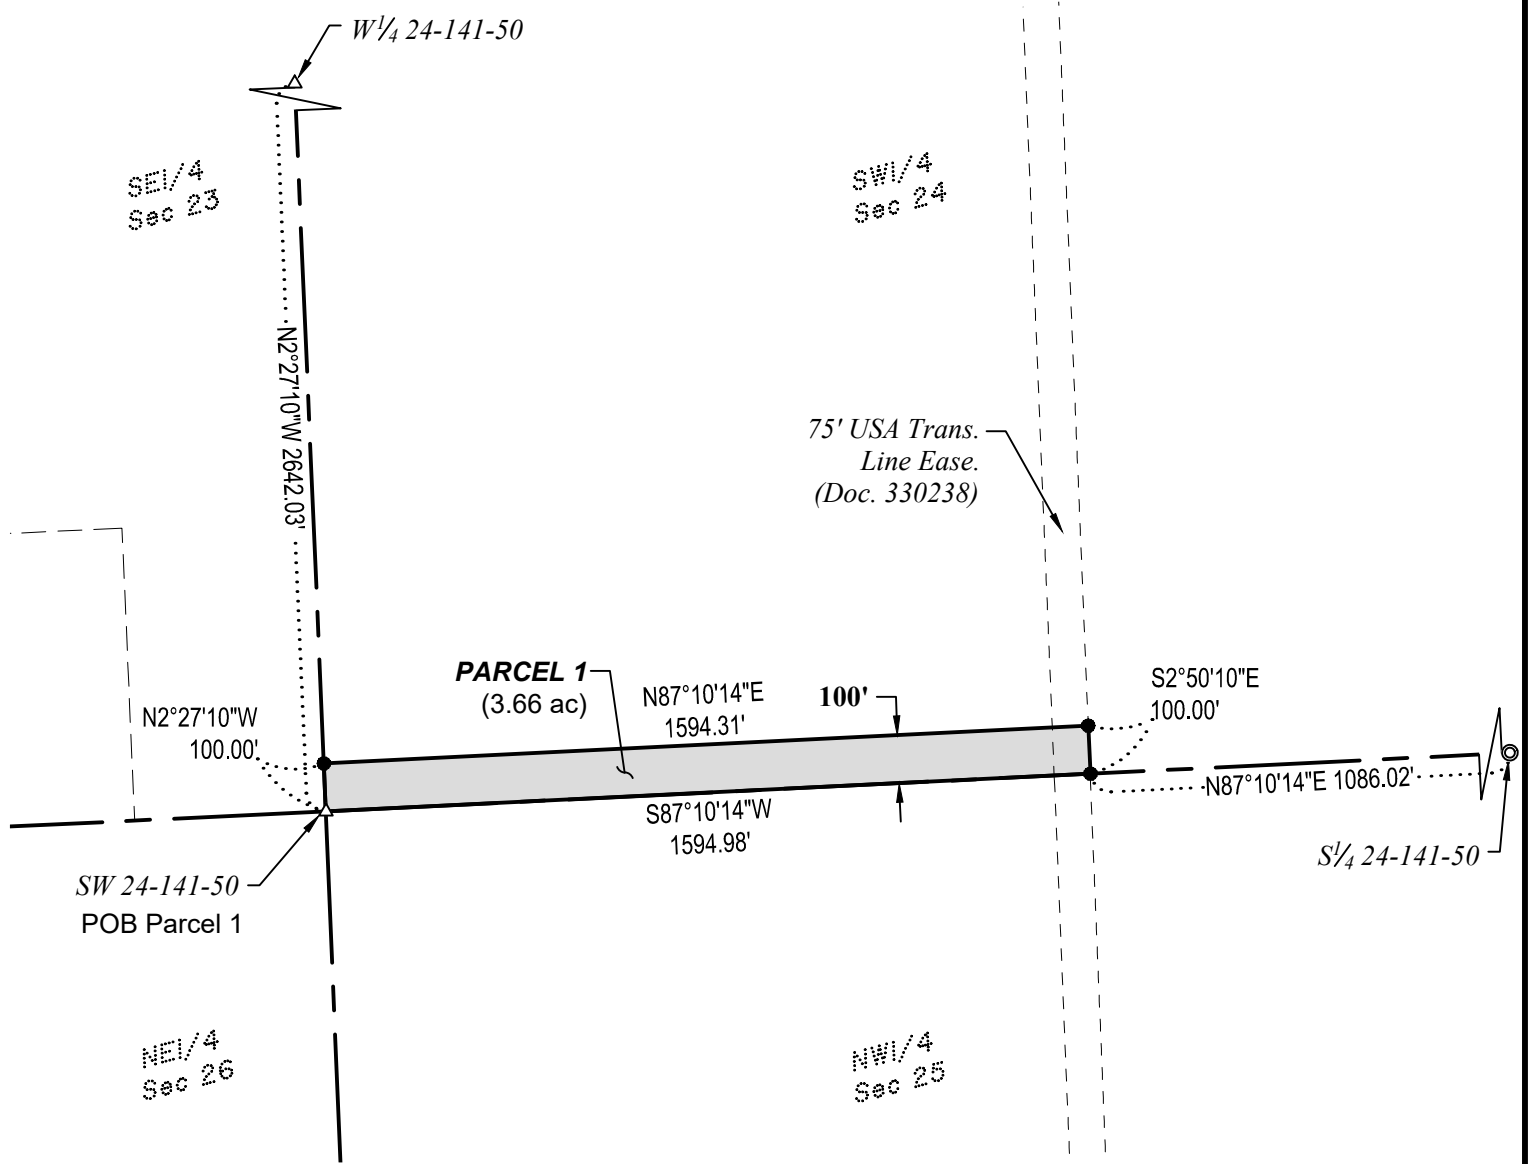 W1/4 24-141-50
SE1/4
Sec 23
SW1/4
Sec 24
N2°27'10"W 2642.03'
75' USA Trans.
Line Ease.
(Doc. 330238)
PARCEL 1
(3.66 ac)
N87°10'14"E
1594.31'
100'
S2°50'10"E
100.00'
N2°27'10"W
100.00'
N87°10'14"E 1086.02'
S87°10'14"W
1594.98'
S1/4 24-141-50
SW 24-141-50
POB Parcel 1
NE1/4
Sec 26
NW1/4
Sec 25